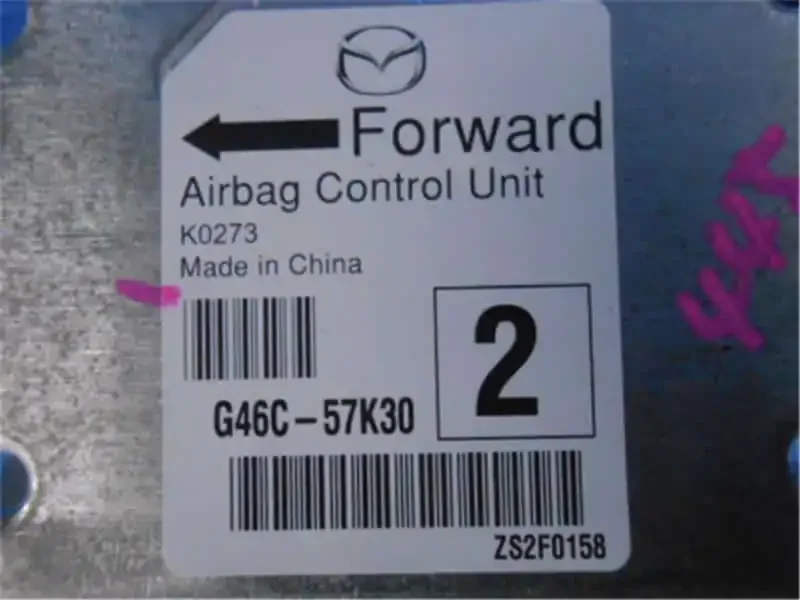 Forward
Airbag Control Unit
K0273
Made in China
2
G46C-57K30
ZS2F0158